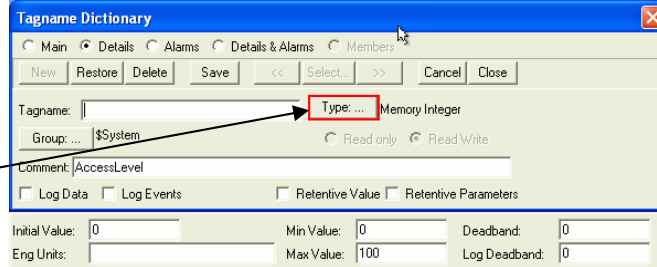 Tagname Dictionary
Main Details Alarms Details & Alarms Members
New Restore Delete Save << Select... >> Cancel Close
Tagname: Type: ... Memory Integer
Group: ... $System Read only Read Write
Comment: AccessLevel
Log Data Log Events Retentive Value Retentive Parameters
Initial Value: 0 Min Value: 0 Deadband: 0
Eng Units: Max Value: 100 Log Deadband: 0